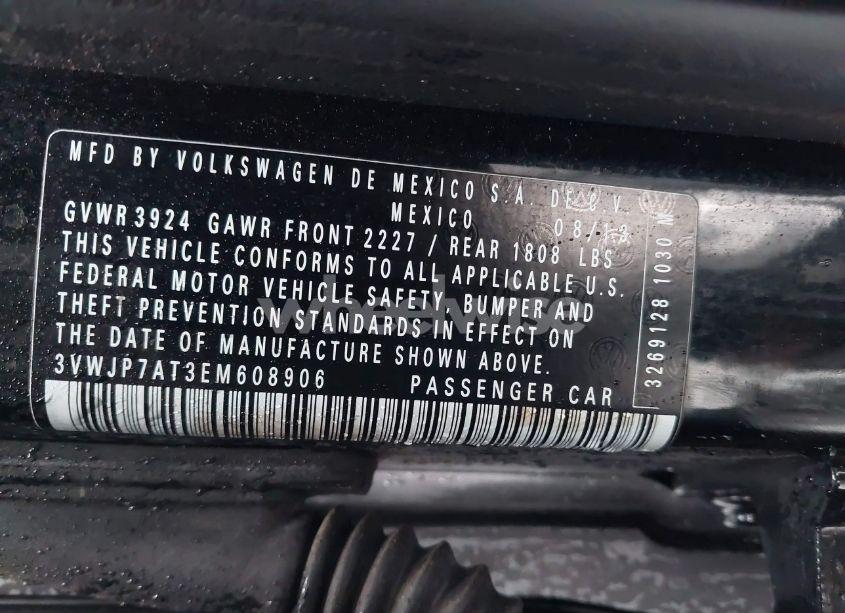 MFD BY VOLKSWAGEN DE MEXICO S.A. DE C.V.
MEXICO 08/13
GVWR 3924 GAWR FRONT 2227 / REAR 1808 LBS
THIS VEHICLE CONFORMS TO ALL APPLICABLE U.S.
FEDERAL MOTOR VEHICLE SAFETY, BUMPER AND
THEFT PREVENTION STANDARDS IN EFFECT ON
THE DATE OF MANUFACTURE SHOWN ABOVE.
3VWJP7AT3EM608906 PASSENGER CAR
3269128 1030 M
wheelwise